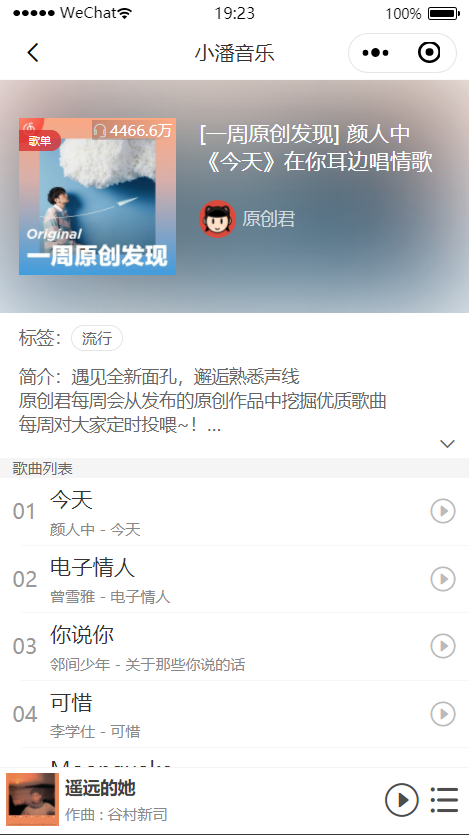 WeChat 19:23 100%
小潘音乐
歌单 4466.6万
Original
一周原创发现
[一周原创发现] 颜人中
《今天》在你耳边唱情歌
原创君
标签： 流行
简介：遇见全新面孔，邂逅熟悉声线
原创君每周会从发布的原创作品中挖掘优质歌曲
每周对大家定时投喂~！...
歌曲列表
01 今天
颜人中 - 今天
02 电子情人
曾雪雅 - 电子情人
03 你说你
邻间少年 - 关于那些你说的话
04 可惜
李学仕 - 可惜
遥远的她
作曲 : 谷村新司